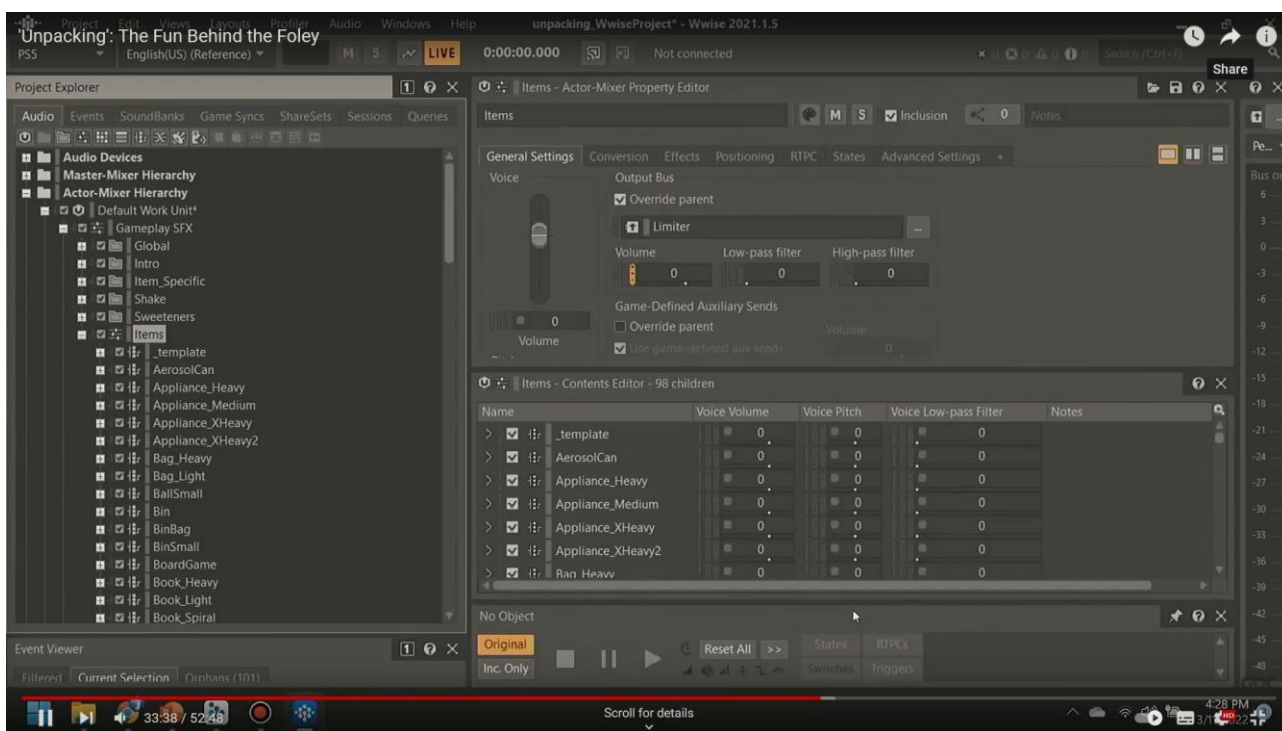 Project Edit Views Layouts Profiler Audio Windows Help unpacking_WwiseProject* - Wwise 2021.1.5
'Unpacking': The Fun Behind the Foley
PS5 English(US) (Reference) M S LIVE 0:00:00.000 Not connected Search (Ctrl+F)
Share
Project Explorer 1
Audio Events SoundBanks Game Syncs ShareSets Sessions Queries
Audio Devices
Master-Mixer Hierarchy
Actor-Mixer Hierarchy
Default Work Unit*
Gameplay SFX
Global
Intro
Item_Specific
Shake
Sweeteners
Items
_template
AerosolCan
Appliance_Heavy
Appliance_Medium
Appliance_XHeavy
Appliance_XHeavy2
Bag_Heavy
Bag_Light
BallSmall
Bin
BinBag
BinSmall
BoardGame
Book_Heavy
Book_Light
Book_Spiral
Event Viewer 1
Filtered Current Selection Orphans (101)
Items - Actor-Mixer Property Editor
Items M S Inclusion 0 Notes
General Settings Conversion Effects Positioning RTPC States Advanced Settings +
Voice Output Bus
Override parent
Limiter ...
Volume Low-pass filter High-pass filter
0 0 0
Game-Defined Auxiliary Sends
0 Override parent Volume
Volume Use game-defined aux sends 0
Items - Contents Editor - 98 children
Name Voice Volume Voice Pitch Voice Low-pass Filter Notes
_template 0 0 0
AerosolCan 0 0 0
Appliance_Heavy 0 0 0
Appliance_Medium 0 0 0
Appliance_XHeavy 0 0 0
Appliance_XHeavy2 0 0 0
Bag_Heavy 0 0 0
No Object
Original Reset All >> States RTPCs
Inc. Only Switches Triggers
Pe...
Bus
6
3
0
-3
-6
-9
-12
-15
-18
-21
-24
-27
-30
-33
-36
-39
-42
-45
-48
33:38 / 52:48 Scroll for details 4:28 PM
HD